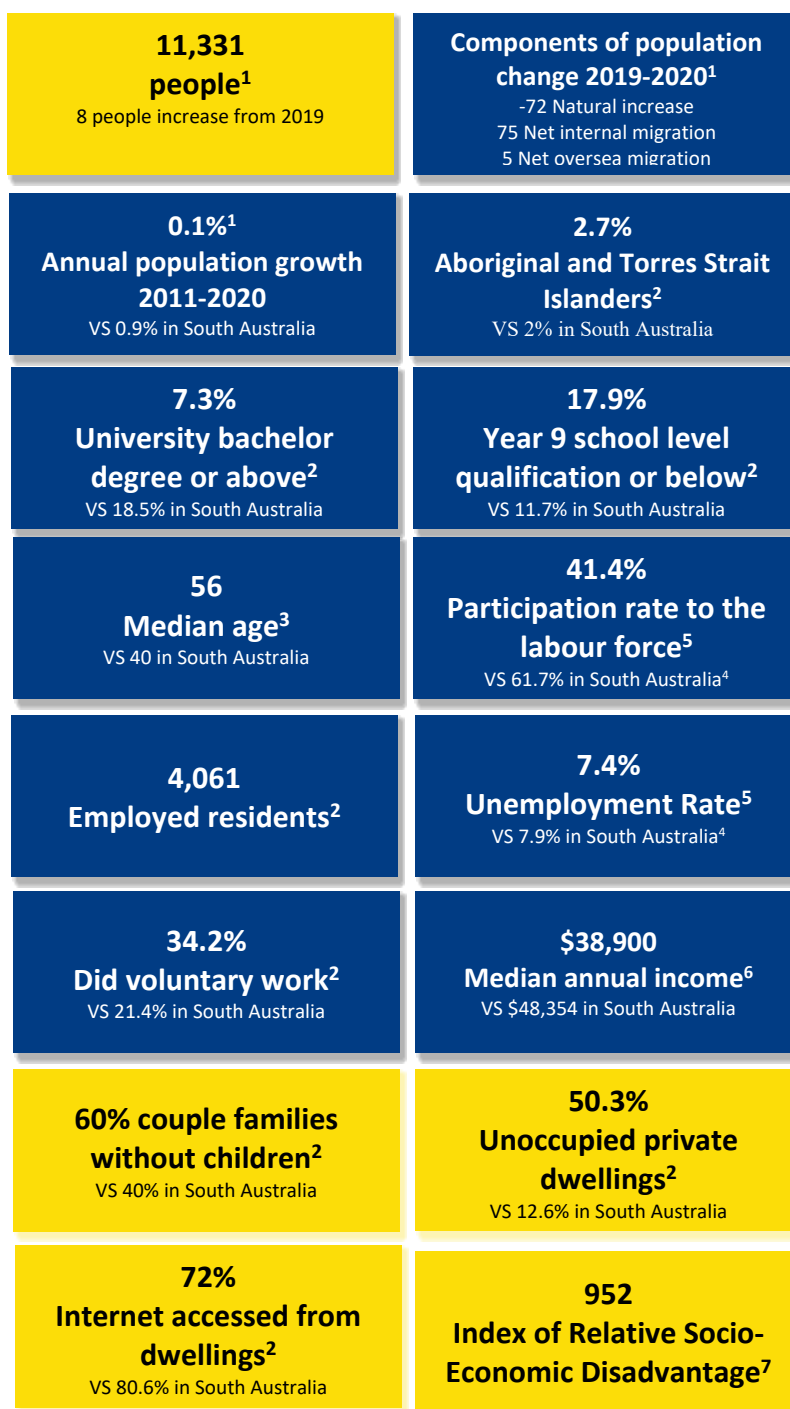 11,331
people¹
8 people increase from 2019
Components of population
change 2019-2020¹
-72 Natural increase
75 Net internal migration
5 Net oversea migration
0.1%¹
Annual population growth
2011-2020
VS 0.9% in South Australia
2.7%
Aboriginal and Torres Strait
Islanders²
VS 2% in South Australia
7.3%
University bachelor
degree or above²
VS 18.5% in South Australia
17.9%
Year 9 school level
qualification or below²
VS 11.7% in South Australia
56
Median age³
VS 40 in South Australia
41.4%
Participation rate to the
labour force⁵
VS 61.7% in South Australia⁴
4,061
Employed residents²
7.4%
Unemployment Rate⁵
VS 7.9% in South Australia⁴
34.2%
Did voluntary work²
VS 21.4% in South Australia
$38,900
Median annual income⁶
VS $48,354 in South Australia
60% couple families
without children²
VS 40% in South Australia
50.3%
Unoccupied private
dwellings²
VS 12.6% in South Australia
72%
Internet accessed from
dwellings²
VS 80.6% in South Australia
952
Index of Relative Socio-
Economic Disadvantage⁷